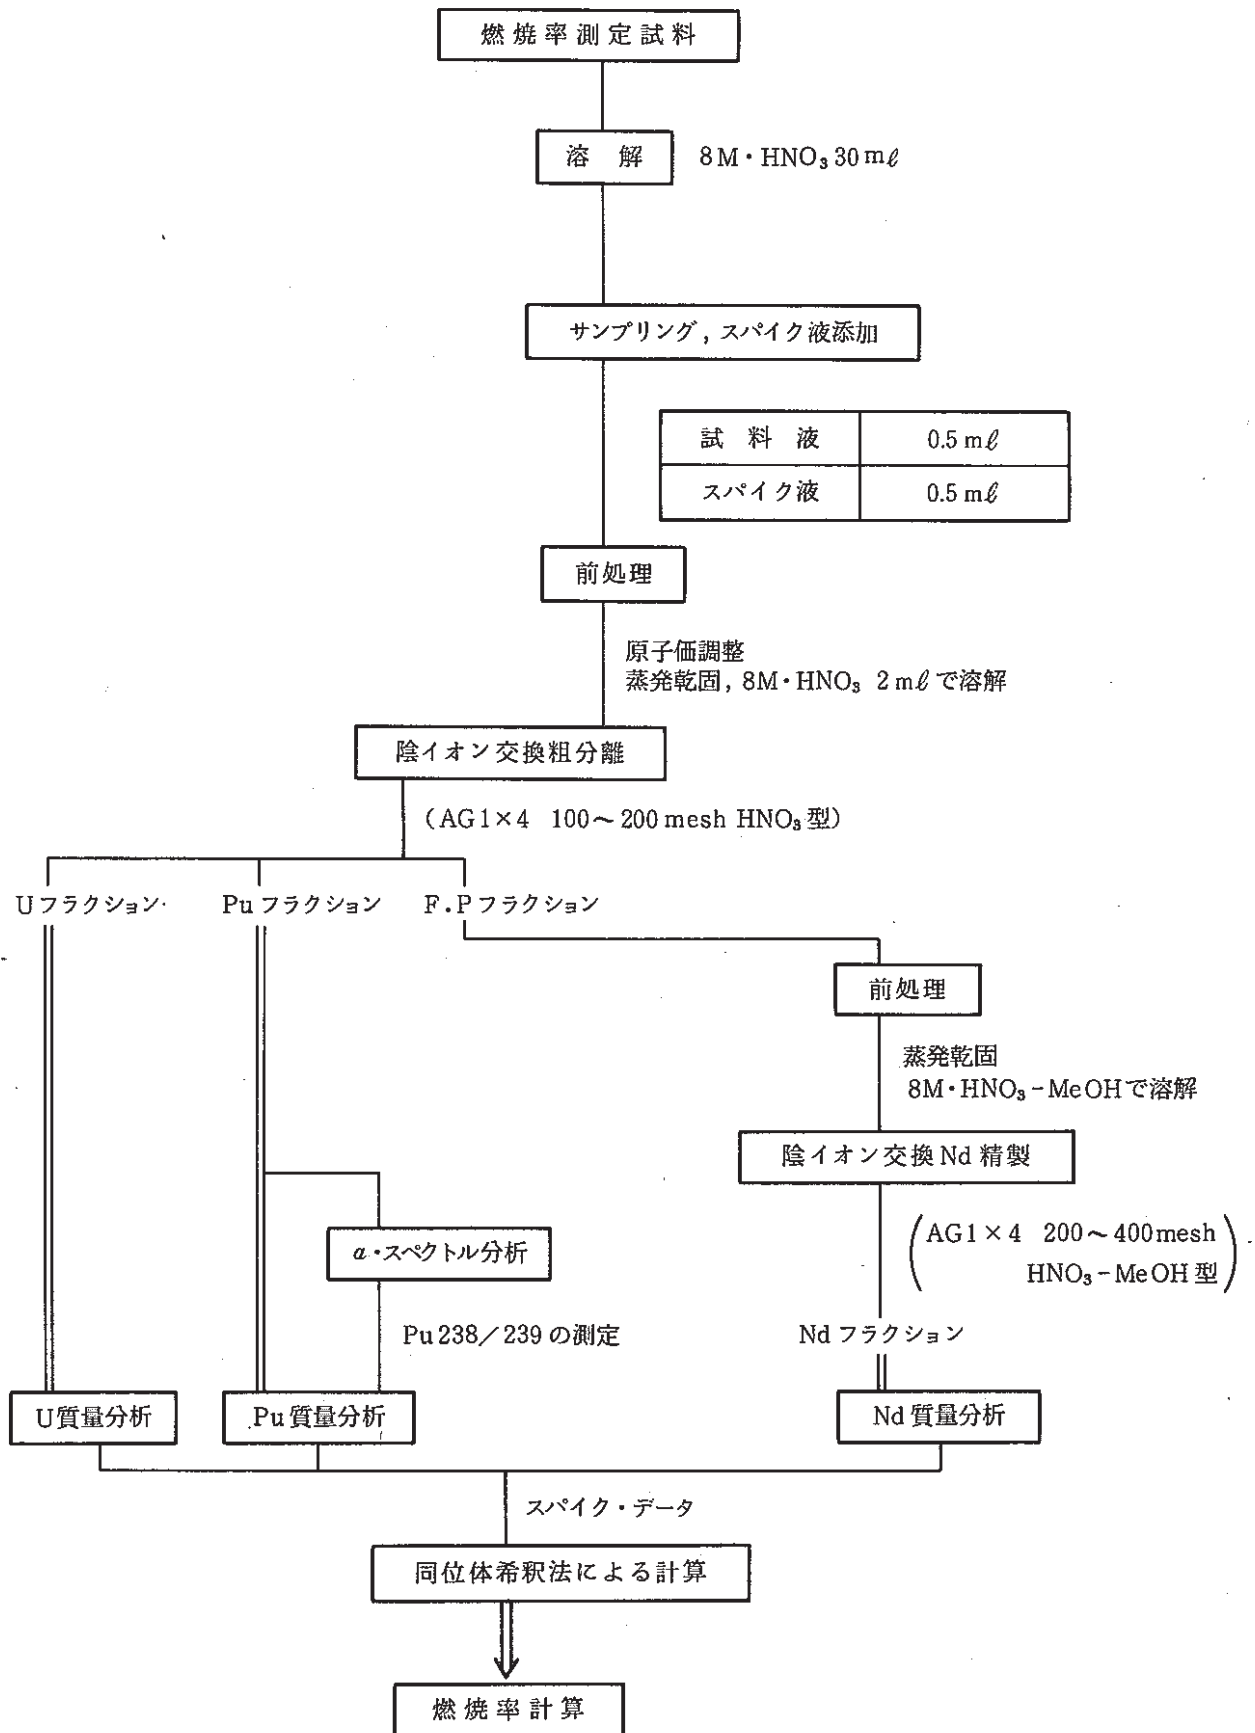 燃焼率測定試料
溶解 8M・HNO₃ 30mℓ
サンプリング，スパイク液添加
試料液 0.5mℓ
スパイク液 0.5mℓ
前処理
原子価調整
蒸発乾固，8M・HNO₃ 2mℓで溶解
陰イオン交換粗分離
（AG1×4 100～200mesh HNO₃型）
Uフラクション Puフラクション F.Pフラクション
前処理
蒸発乾固
8M・HNO₃-MeOHで溶解
陰イオン交換Nd精製
(AG1×4 200～400mesh
HNO₃-MeOH型)
α・スペクトル分析
Pu238／239の測定
Ndフラクション
U質量分析 Pu質量分析 Nd質量分析
スパイク・データ
同位体希釈法による計算
燃焼率計算